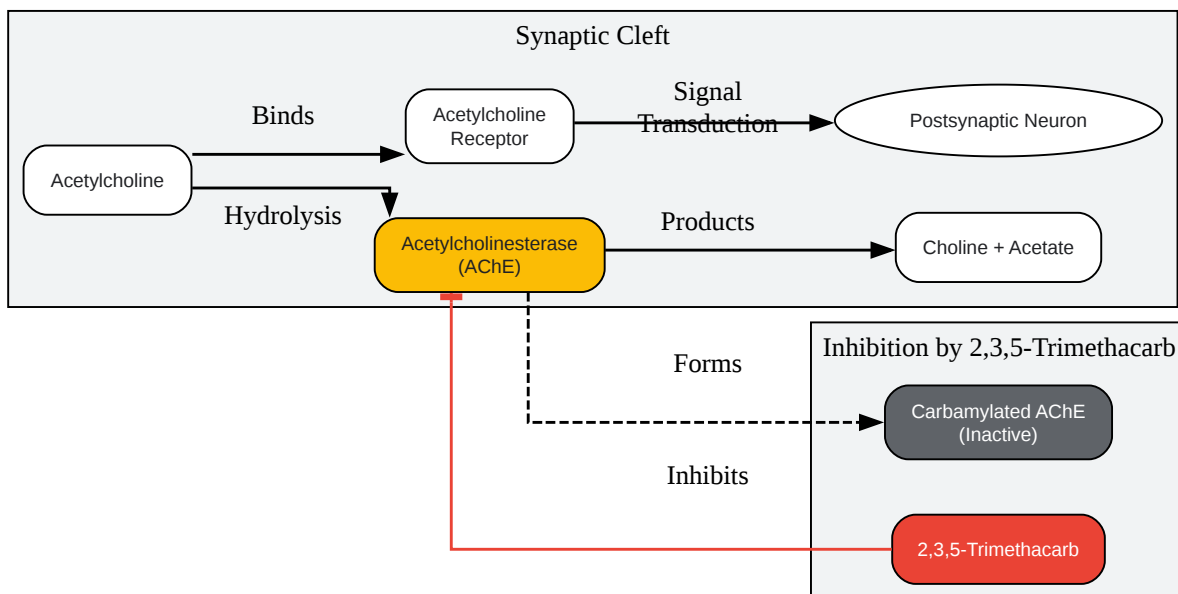 Synaptic Cleft
Binds
Acetylcholine
Receptor
Signal
Transduction
Postsynaptic Neuron
Acetylcholine
Hydrolysis
Acetylcholinesterase
(AChE)
Products
Choline + Acetate
Inhibition by 2,3,5-Trimethacarb
Forms
Carbamylated AChE
(Inactive)
Inhibits
2,3,5-Trimethacarb